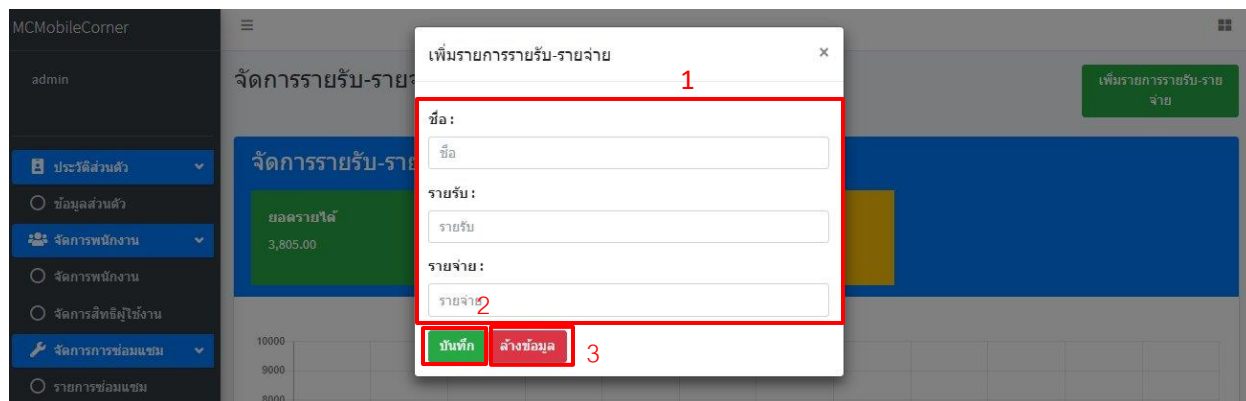 MCMobileCorner
admin
ประวัติส่วนตัว
ข้อมูลส่วนตัว
จัดการพนักงาน
จัดการพนักงาน
จัดการสิทธิผู้ใช้งาน
จัดการการซ่อมแซม
รายการซ่อมแซม
จัดการรายรับ-ราย
เพิ่มรายการรายรับ-ราย
จ่าย
จัดการรายรับ-ราย
ยอดรายได้
3,805.00
10000
9000
8000
เพิ่มรายการรายรับ-รายจ่าย
×
1
ชื่อ :
ชื่อ
รายรับ :
รายรับ
รายจ่าย :
รายจ่าย
2
บันทึก
ล้างข้อมูล
3